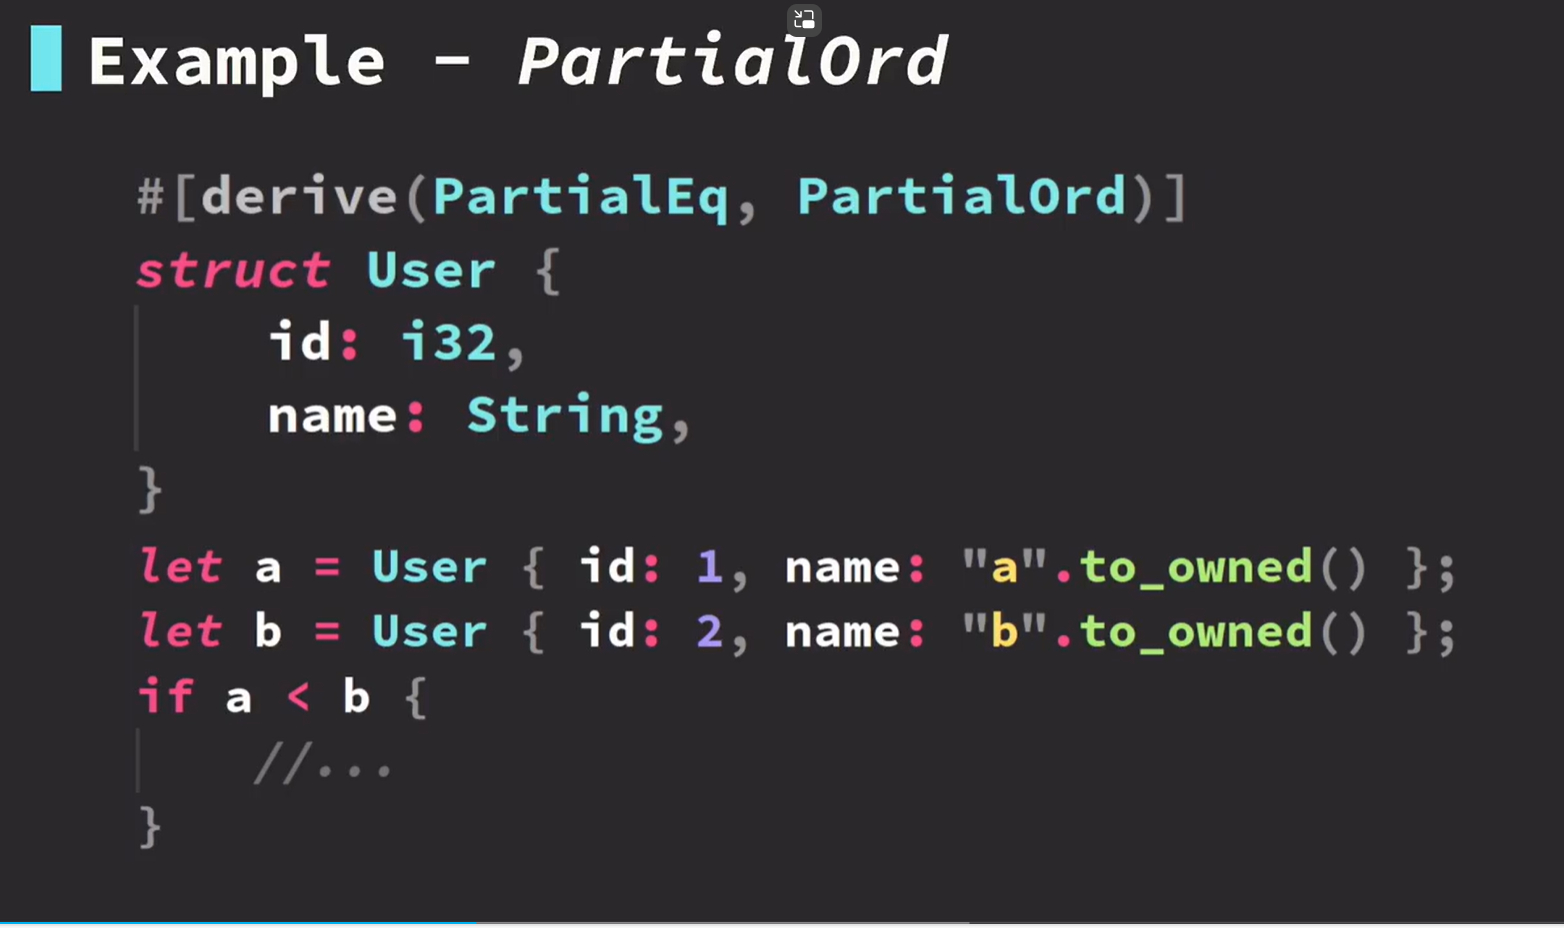 Example - PartialOrd
#[derive(PartialEq, PartialOrd)]
struct User {
    id: i32,
    name: String,
}
let a = User { id: 1, name: "a".to_owned() };
let b = User { id: 2, name: "b".to_owned() };
if a < b {
    //...
}